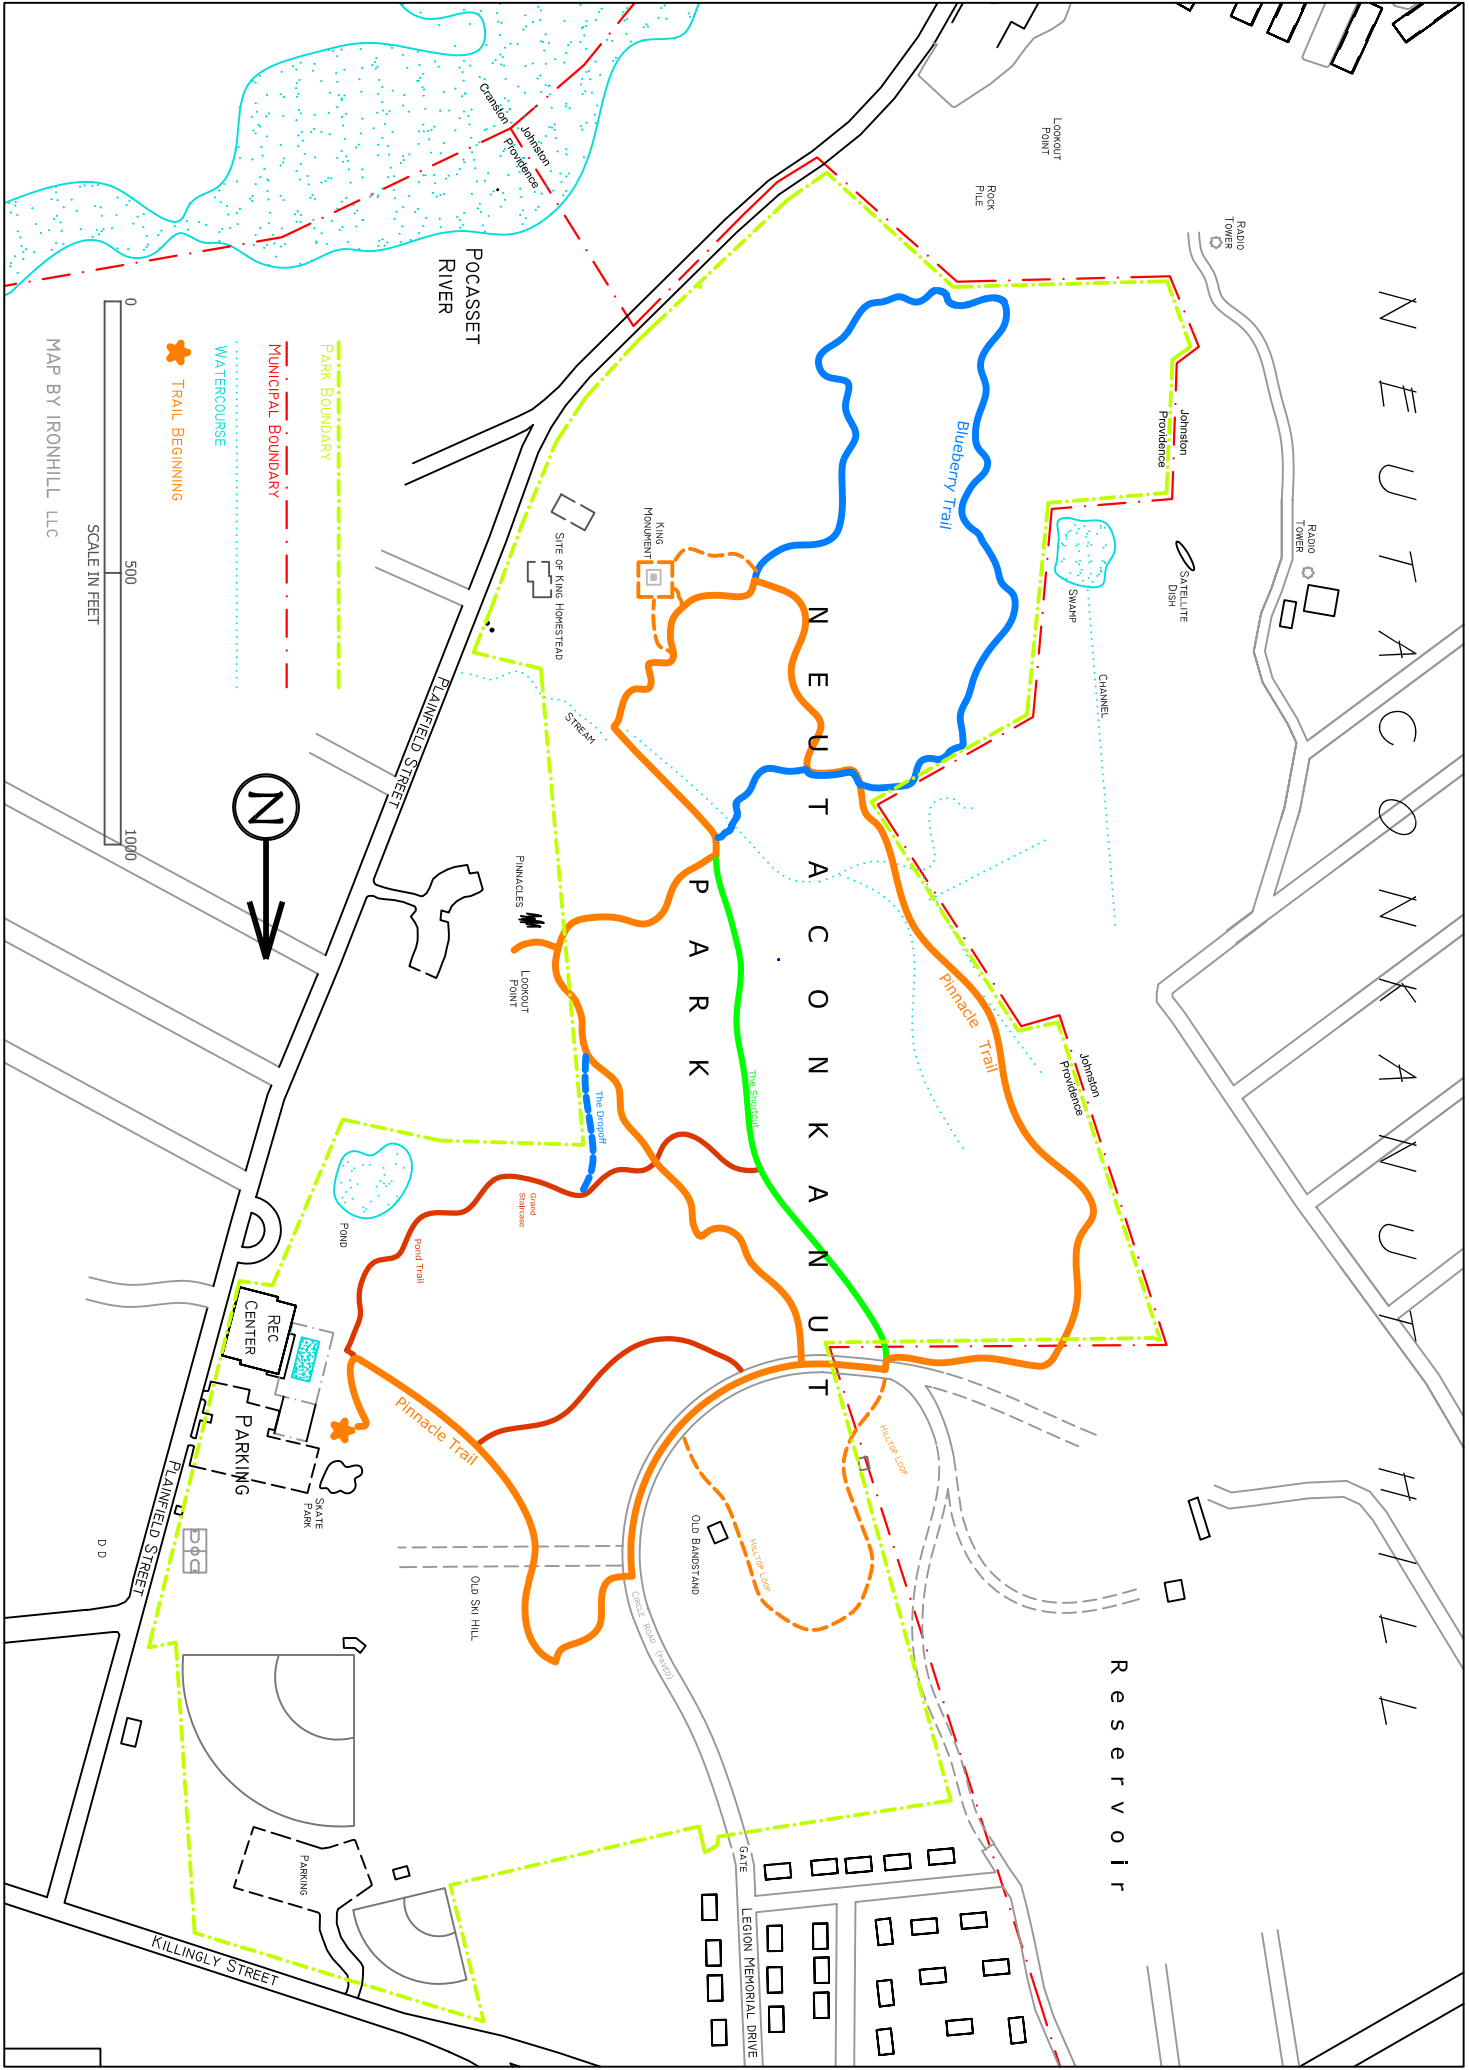 NEUTACONKANUT HILL
LOOKOUT
POINT
ROCK
PILE
RADIO
TOWER
RADIO
TOWER
Johnston
Providence
SATELLITE
DISH
SWAMP
CHANNEL
Cranston
Johnston
Providence
POCASSET
RIVER
Blueberry Trail
KING
MONUMENT
SITE OF KING HOMESTEAD
STREAM
NEUTACONKANUT
PARK
PLAINFIELD STREET
PINNACLES
LOOKOUT
POINT
Pinnacle Trail
Johnston
Providence
The Shortcut
The Dropoff
Grand
Staircase
Pond Trail
POND
REC
CENTER
PARKING
SKATE
PARK
Pinnacle Trail
HILLTOP LOOP
HILLTOP LOOP
OLD BANDSTAND
OLD SKI HILL
CIRCLE ROAD (PAVED)
PLAINFIELD STREET
D D
Reservoir
GATE
LEGION MEMORIAL DRIVE
PARKING
KILLINGLY STREET
PARK BOUNDARY
MUNICIPAL BOUNDARY
WATERCOURSE
TRAIL BEGINNING
0 500 1000
SCALE IN FEET
MAP BY IRONHILL LLC
N